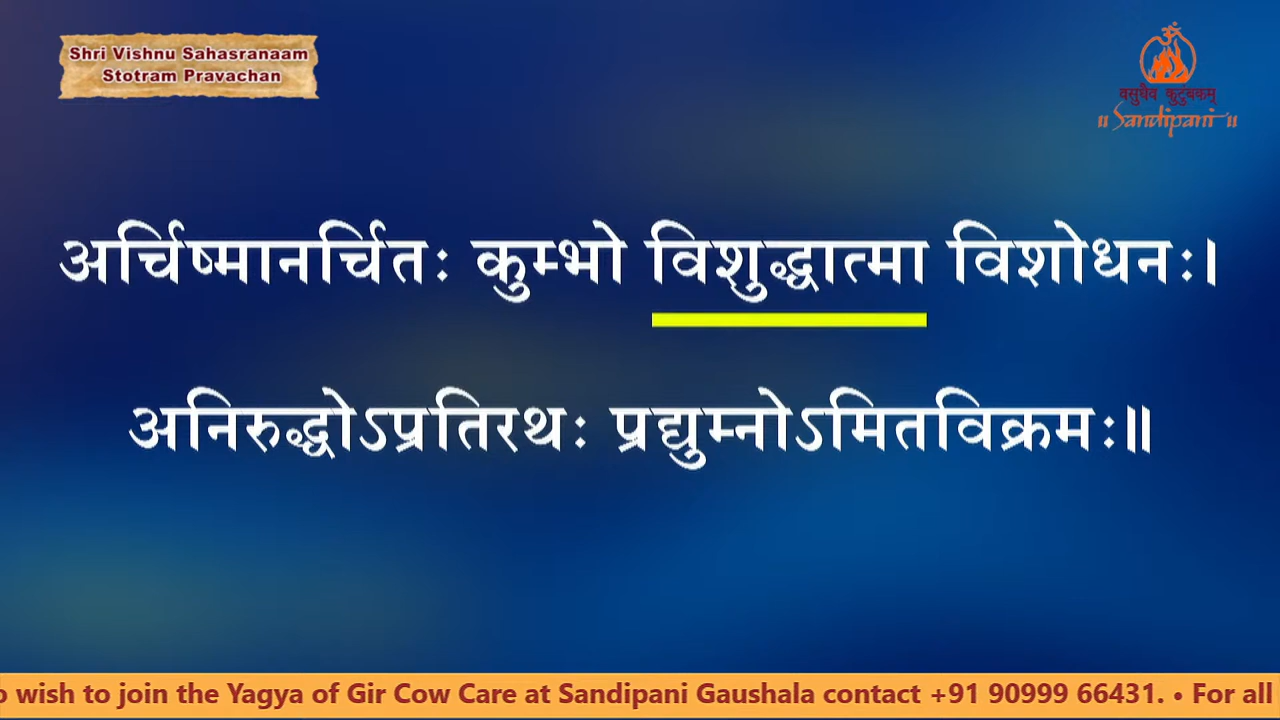 Shri Vishnu Sahasranaam
Stotram Pravachan
वसुधैव कुटुंबकम्
॥ Sandipani ॥
अर्चिष्मानर्चितः कुम्भो विशुद्धात्मा विशोधनः।
अनिरुद्धोऽप्रतिरथः प्रद्युम्नोऽमितविक्रमः॥
wish to join the Yagya of Gir Cow Care at Sandipani Gaushala contact +91 90999 66431. • For all